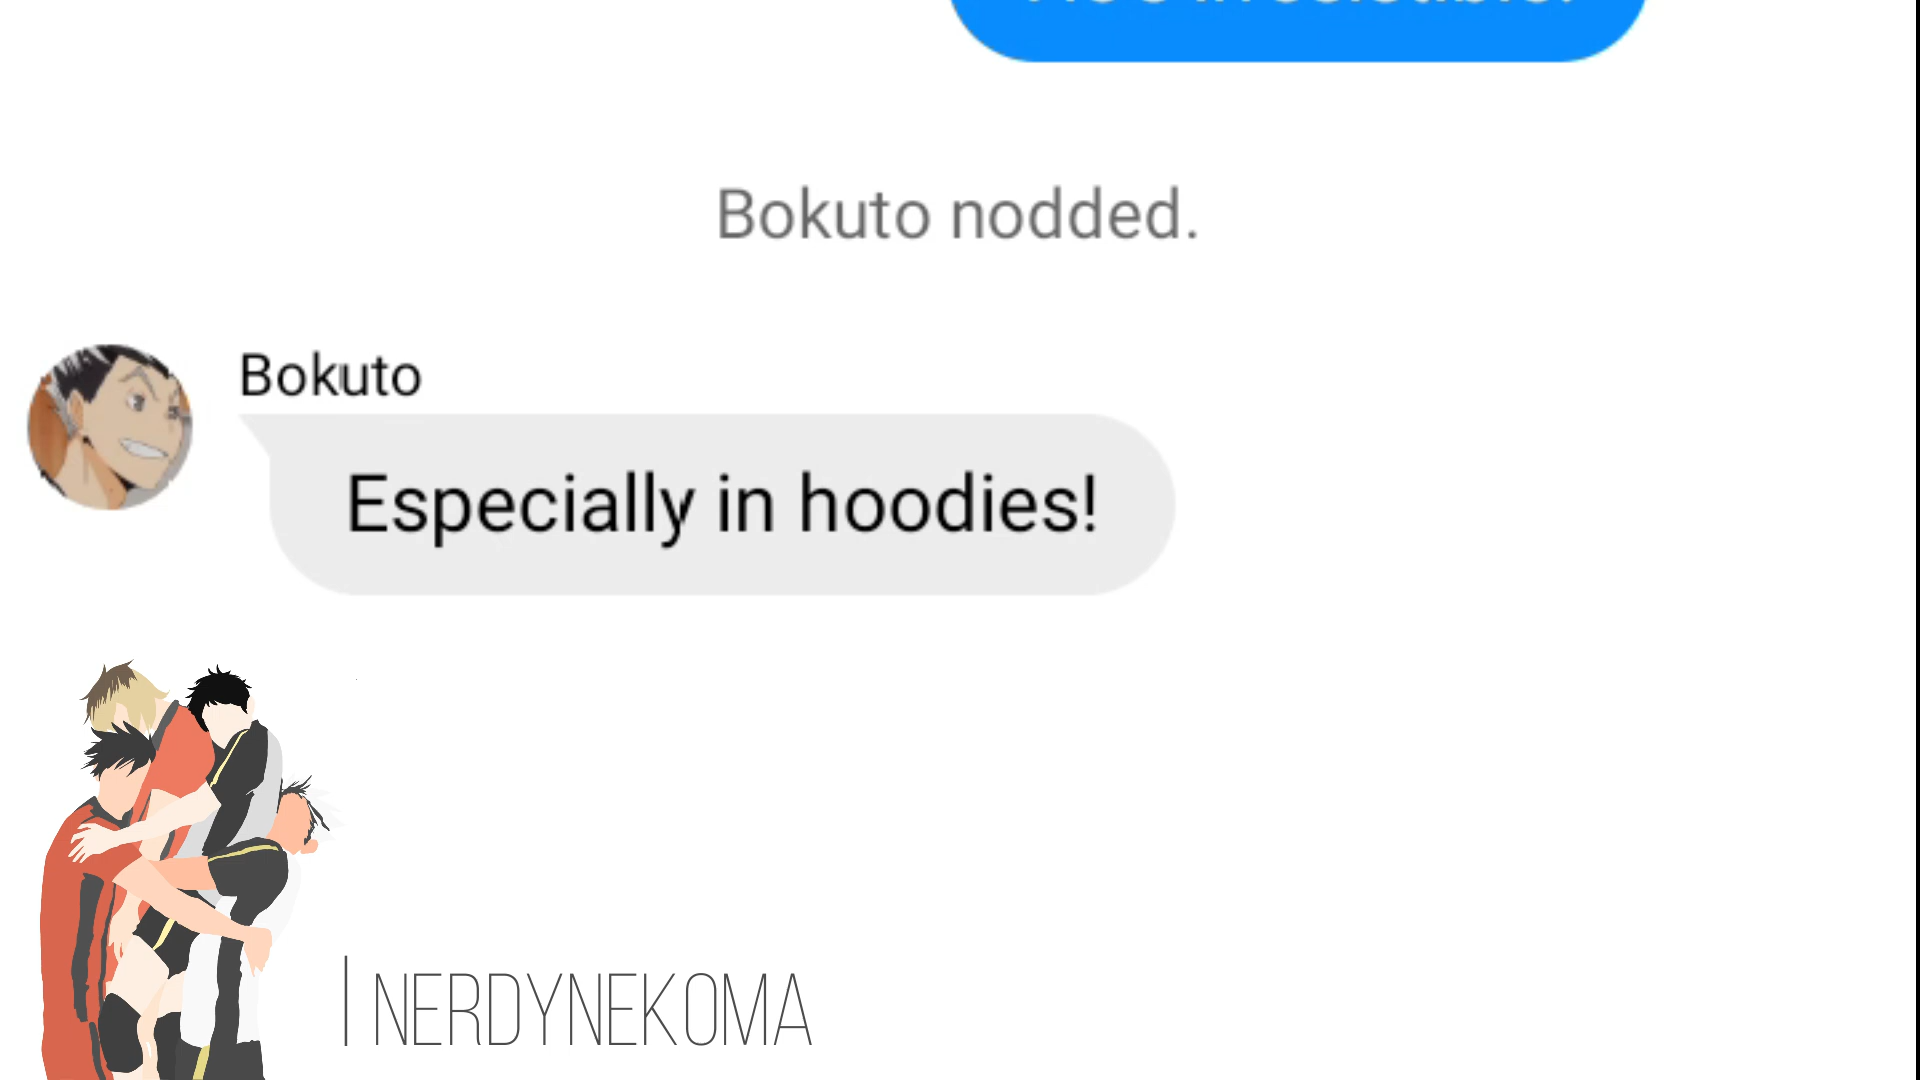 Bokuto nodded.
Bokuto
Especially in hoodies!
| NERDYNEKOMA